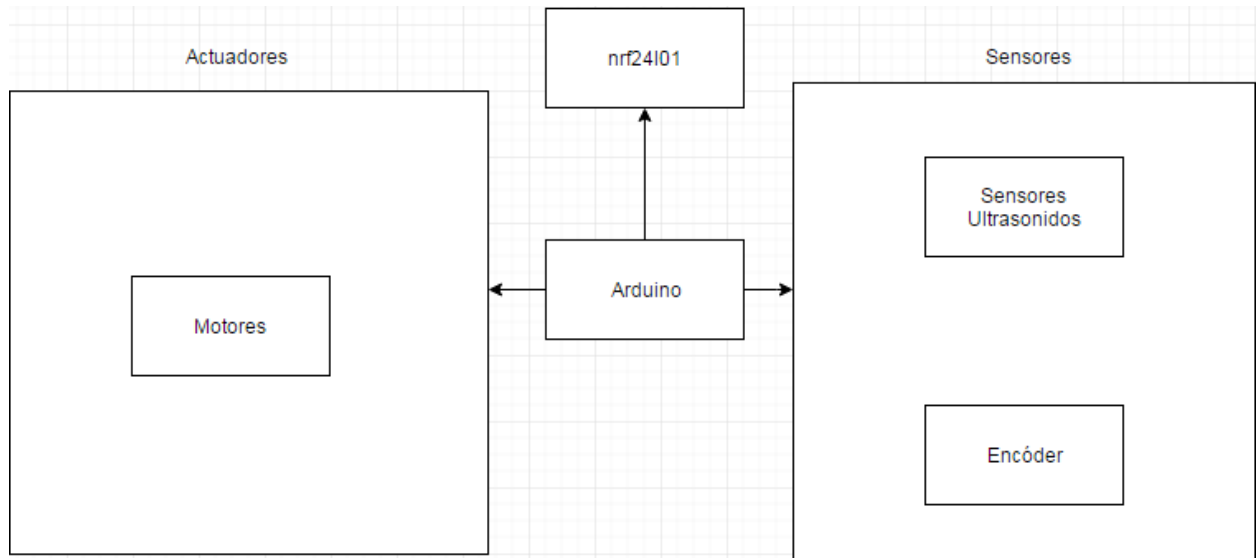 Actuadores
nrf24l01
Sensores
Sensores
Ultrasonidos
Arduino
Motores
Encóder